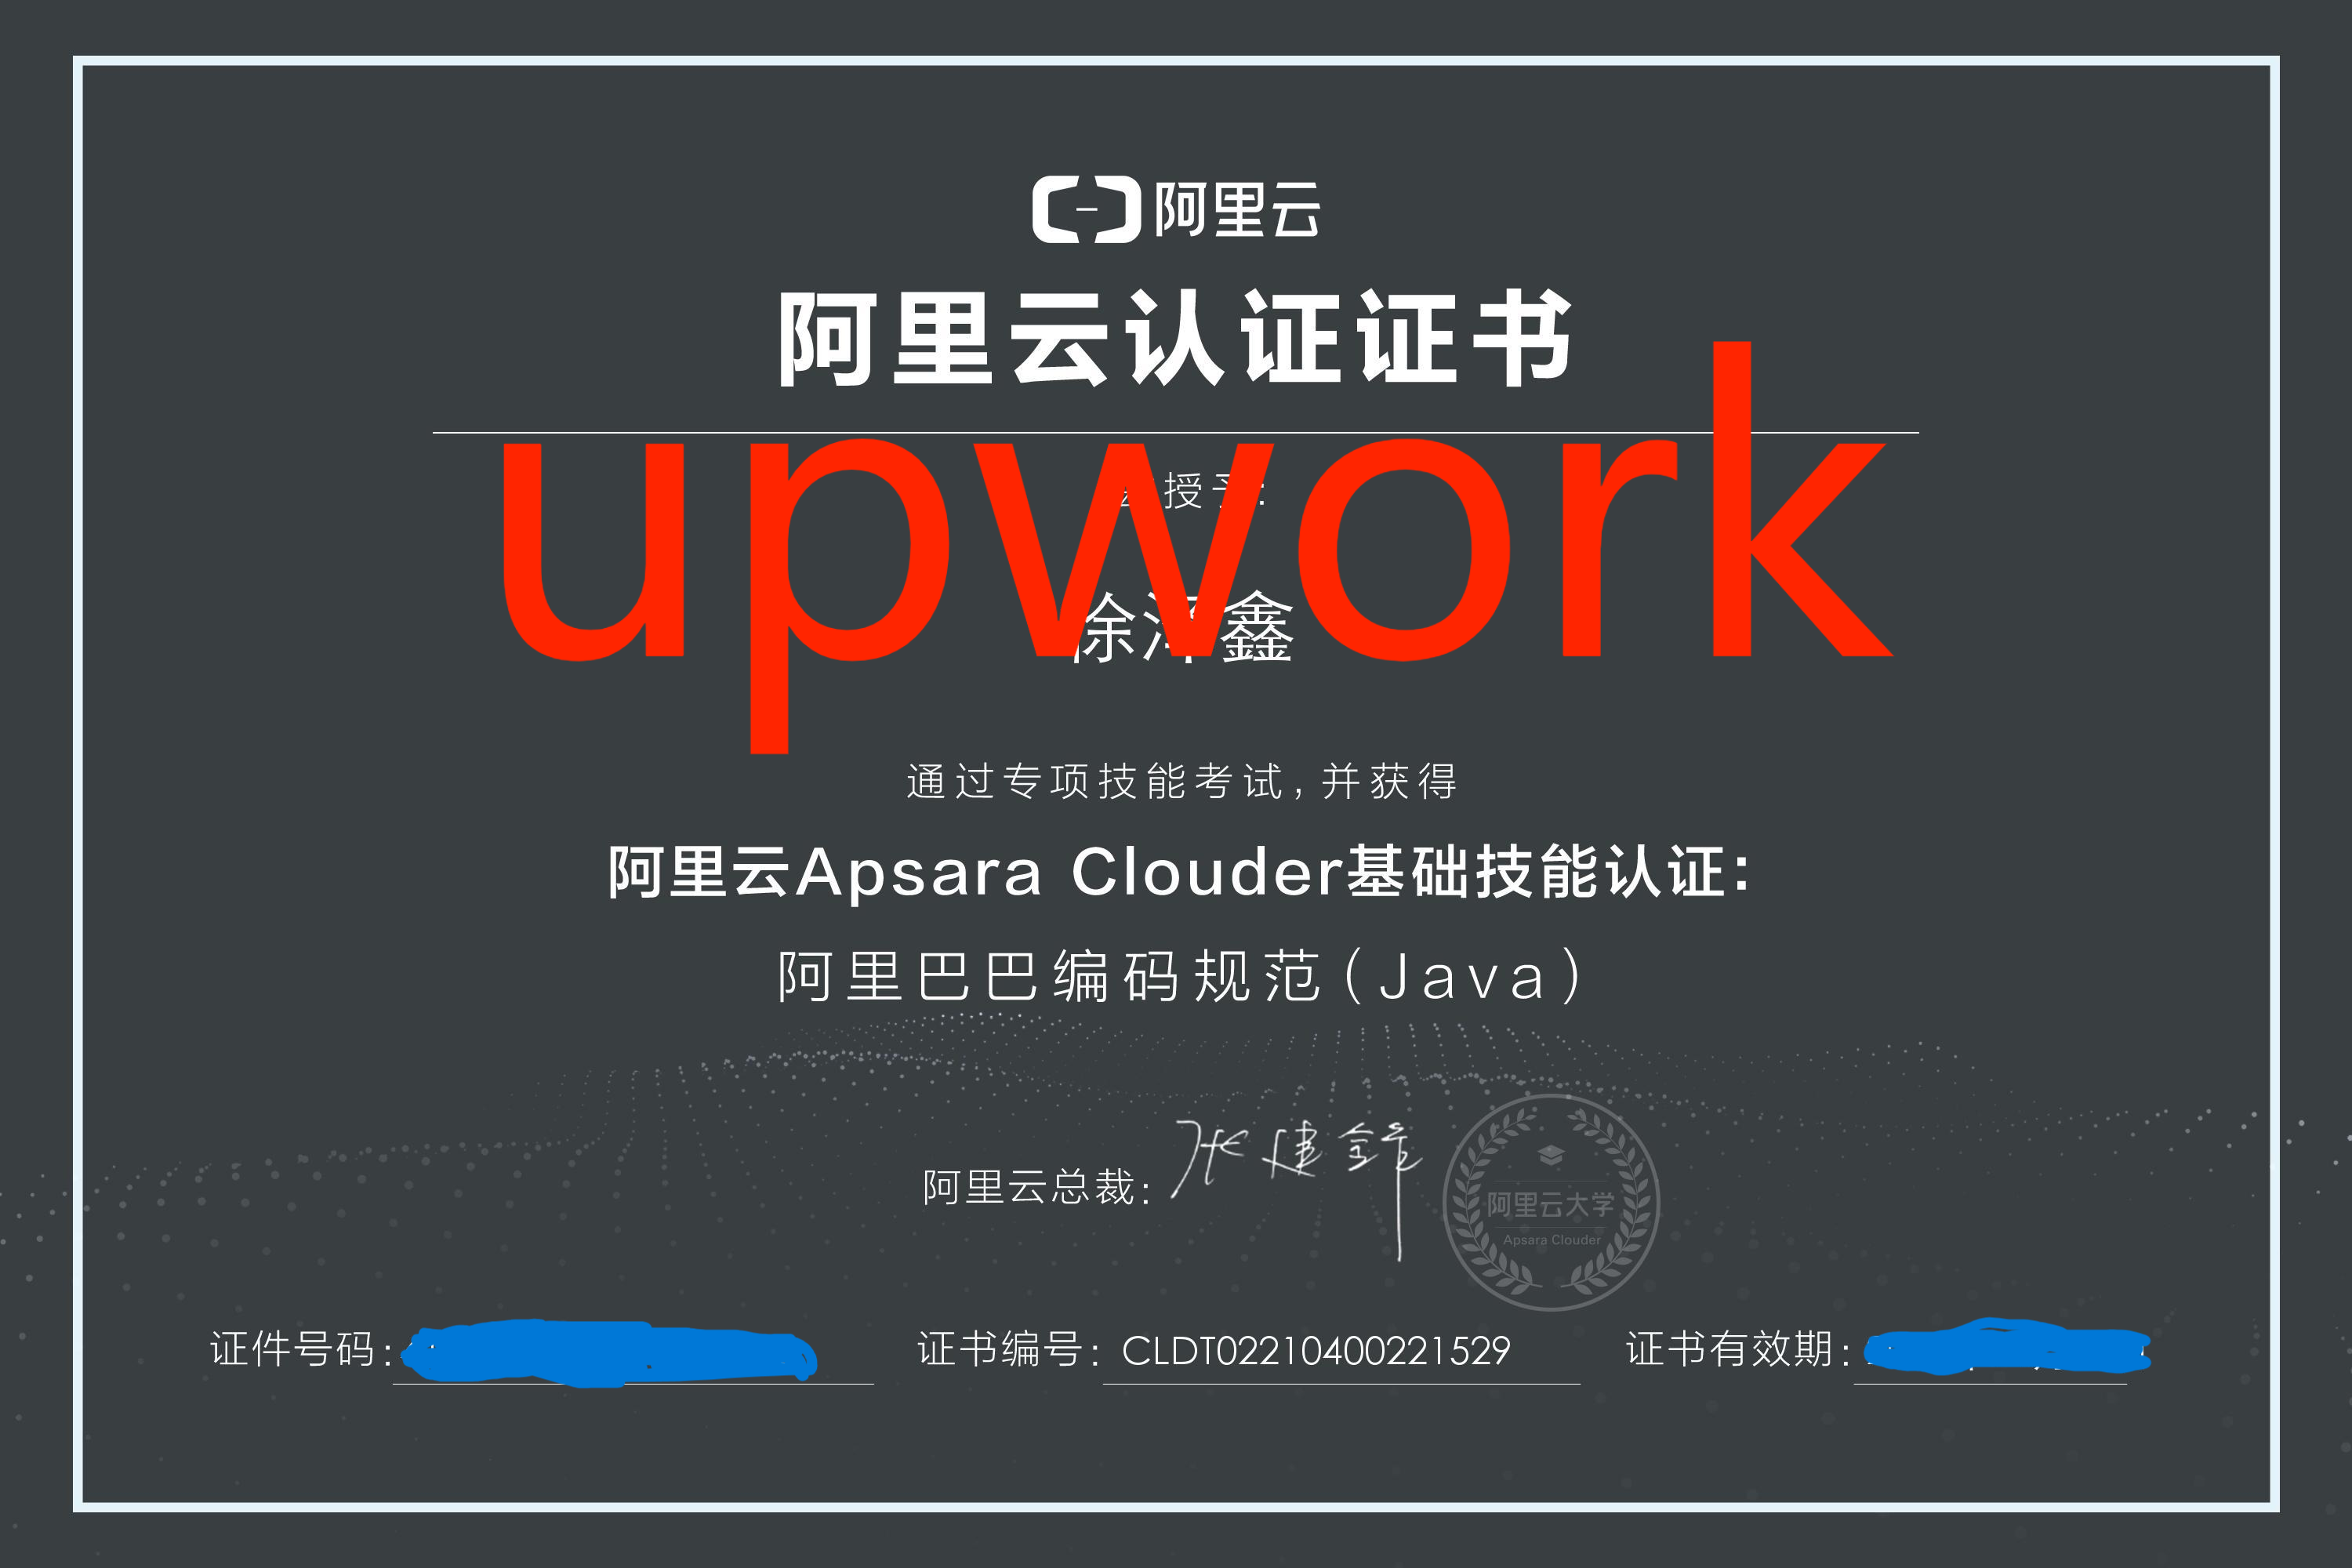 阿里云
阿里云认证证书
upwork
授予:
鑫
通过专项技能考试，并获得
阿里云Apsara Clouder基础技能认证:
阿里巴巴编码规范(Java)
阿里云总裁: 张建锋
阿里云大学
Apsara Clouder
证件号码:
证书编号: CLDT02210400221529
证书有效期: